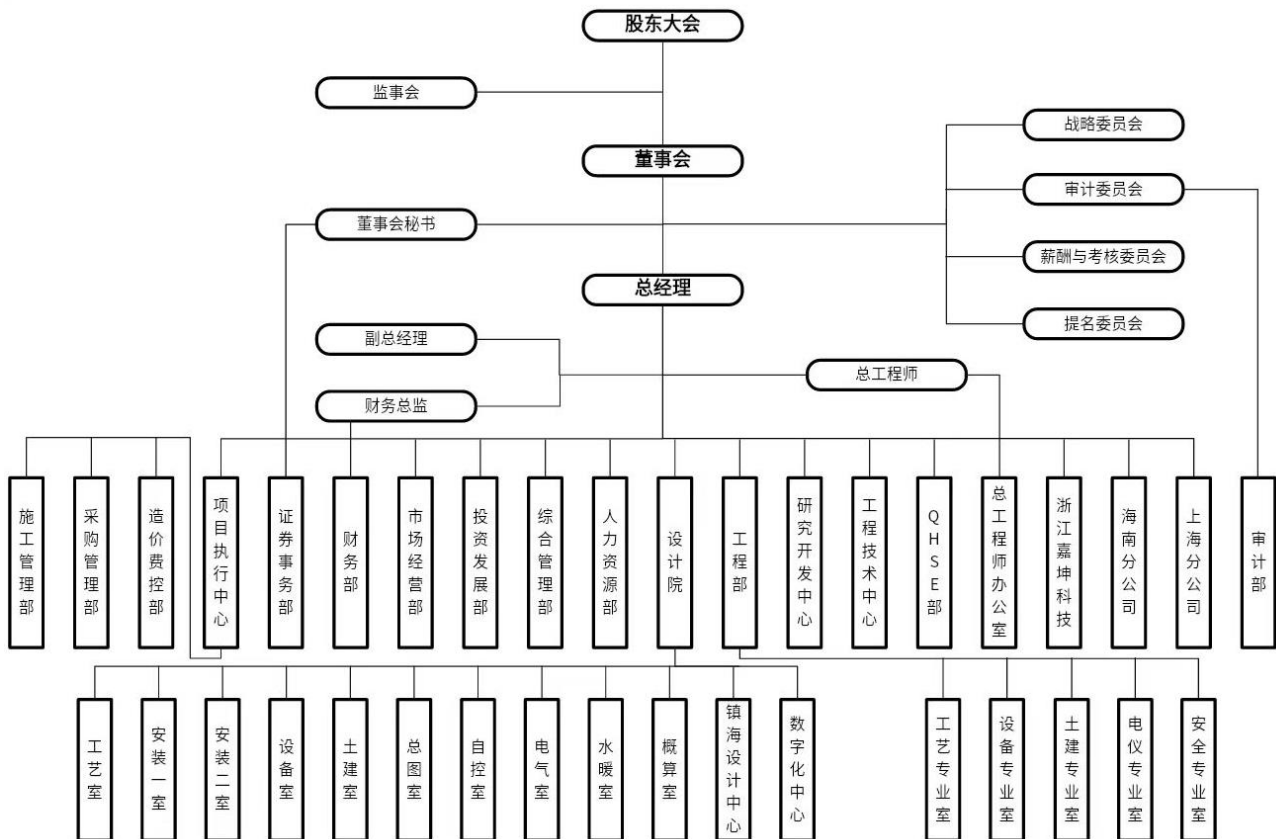 股东大会
监事会
战略委员会
董事会
审计委员会
董事会秘书
薪酬与考核委员会
总经理
提名委员会
副总经理
总工程师
财务总监
施工管理部
采购管理部
造价费控部
项目执行中心
证券事务部
财务部
市场经营部
投资发展部
综合管理部
人力资源部
设计院
工程部
研究开发中心
工程技术中心
QHSE部
总工程师办公室
浙江嘉坤科技
海南分公司
上海分公司
审计部
工艺室
安装一室
安装二室
设备室
土建室
总图室
自控室
电气室
水暖室
概算室
镇海设计中心
数字化中心
工艺专业室
设备专业室
土建专业室
电仪专业室
安全专业室